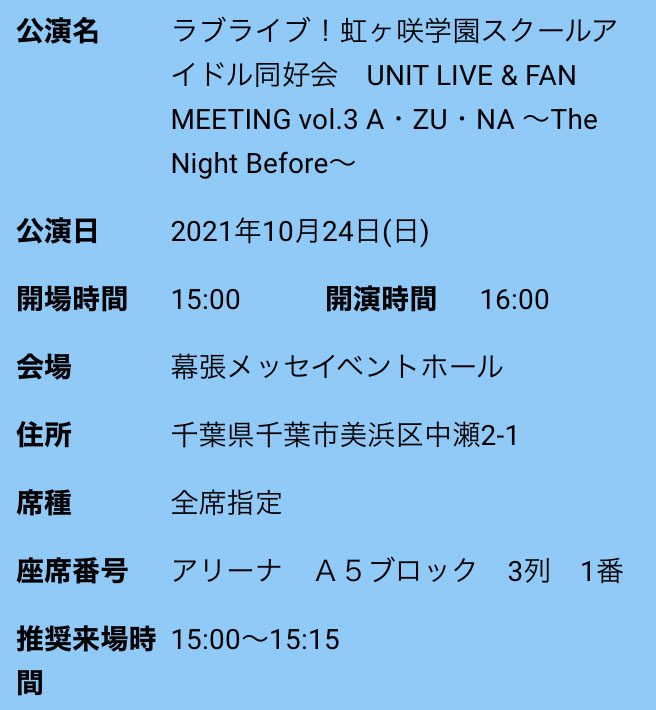 公演名 ラブライブ！虹ヶ咲学園スクールア
イドル同好会　UNIT LIVE & FAN
MEETING vol.3 A・ZU・NA 〜The
Night Before〜
公演日 2021年10月24日(日)
開場時間 15:00 開演時間 16:00
会場 幕張メッセイベントホール
住所 千葉県千葉市美浜区中瀬2-1
席種 全席指定
座席番号 アリーナ　Ａ５ブロック　3列　1番
推奨来場時 15:00〜15:15
間